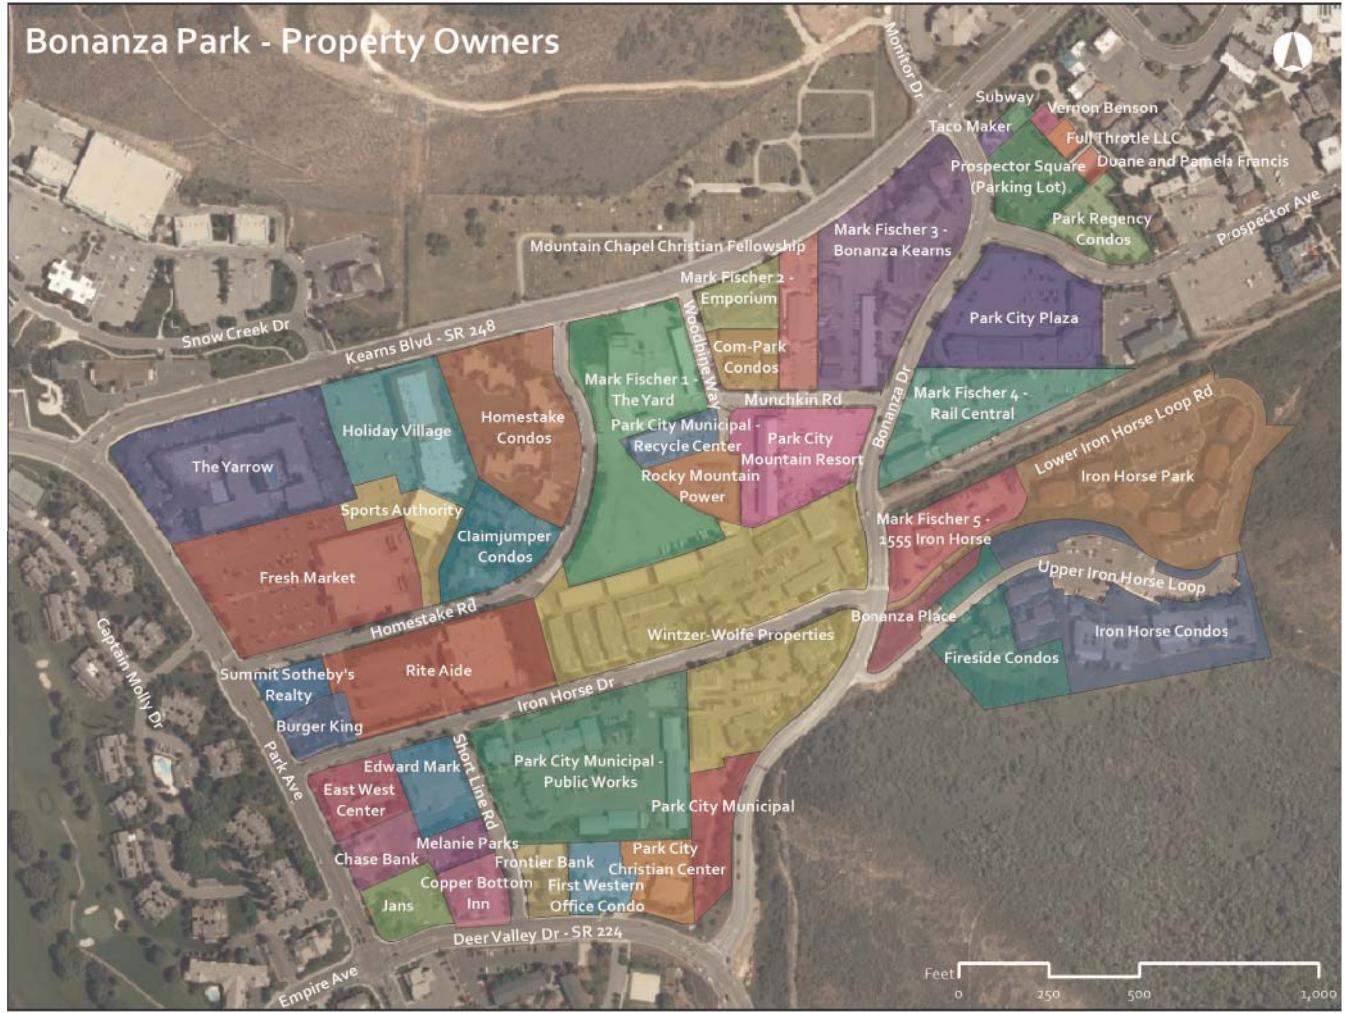 Bonanza Park - Property Owners
Monitor Dr
Subway
Vernon Benson
Taco Maker
Full Throttle LLC
Duane and Pamela Francis
Prospector Square
(Parking Lot)
Park Regency
Condos
Prospector Ave
Mountain Chapel Christian Fellowship
Mark Fischer 3 -
Bonanza Kearns
Mark Fischer 2 -
Emporium
Park City Plaza
Snow Creek Dr
Kearns Blvd - SR 248
Woodbine Way
Com-Park
Condos
Mark Fischer 1 -
The Yard
Munchkin Rd
Bonanza Dr
Mark Fischer 4 -
Rail Central
Lower Iron Horse Loop Rd
Holiday Village
Homestake
Condos
Park City Municipal -
Recycle Center
Park City
Mountain Resort
The Yarrow
Rocky Mountain
Power
Iron Horse Park
Sports Authority
Mark Fischer 5 -
1555 Iron Horse
Claimjumper
Condos
Fresh Market
Upper Iron Horse Loop
Homestake Rd
Bonanza Place
Wintzer-Wolfe Properties
Iron Horse Condos
Fireside Condos
Captain Molly Dr
Summit Sotheby's
Realty
Rite Aide
Iron Horse Dr
Burger King
Park Ave
Short Line Rd
Edward Mark
Park City Municipal -
Public Works
East West
Center
Park City Municipal
Melanie Parks
Chase Bank
Frontier Bank
Park City
Christian Center
Copper Bottom
Inn
First Western
Office Condo
Jans
Deer Valley Dr - SR 224
Empire Ave
Feet
0 250 500 1,000